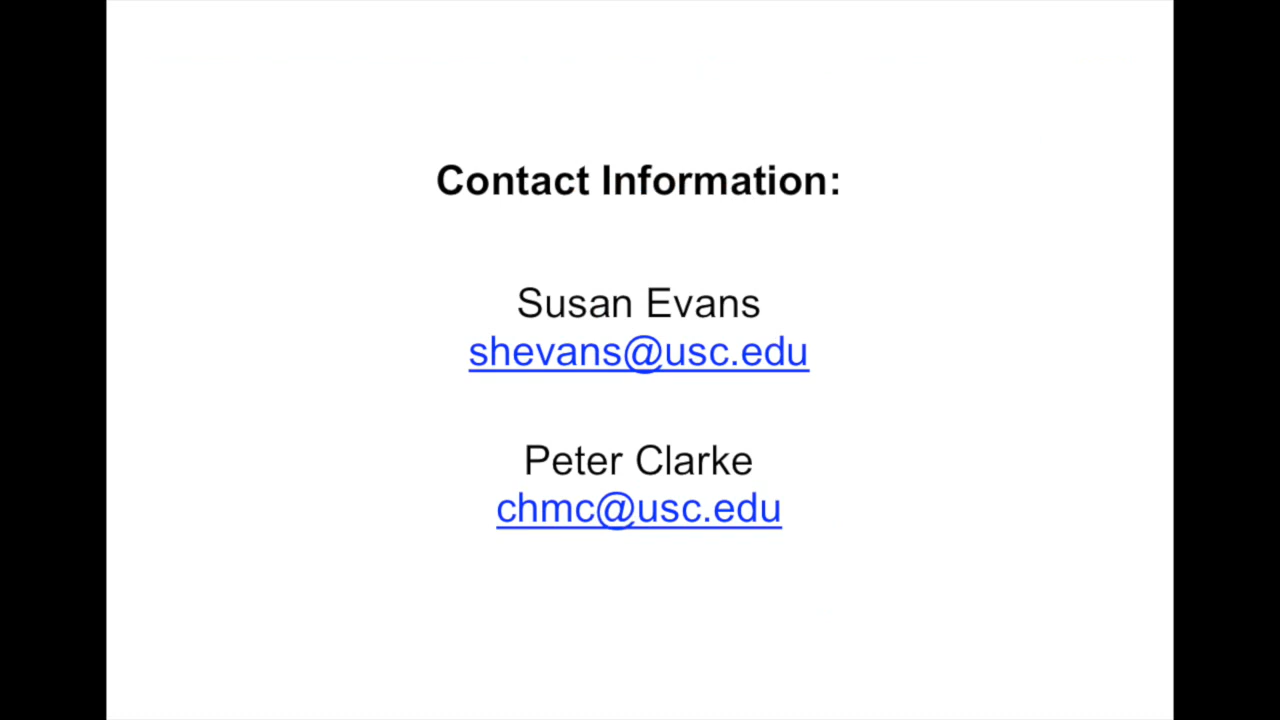 Contact Information:
Susan Evans
shevans@usc.edu
Peter Clarke
chmc@usc.edu